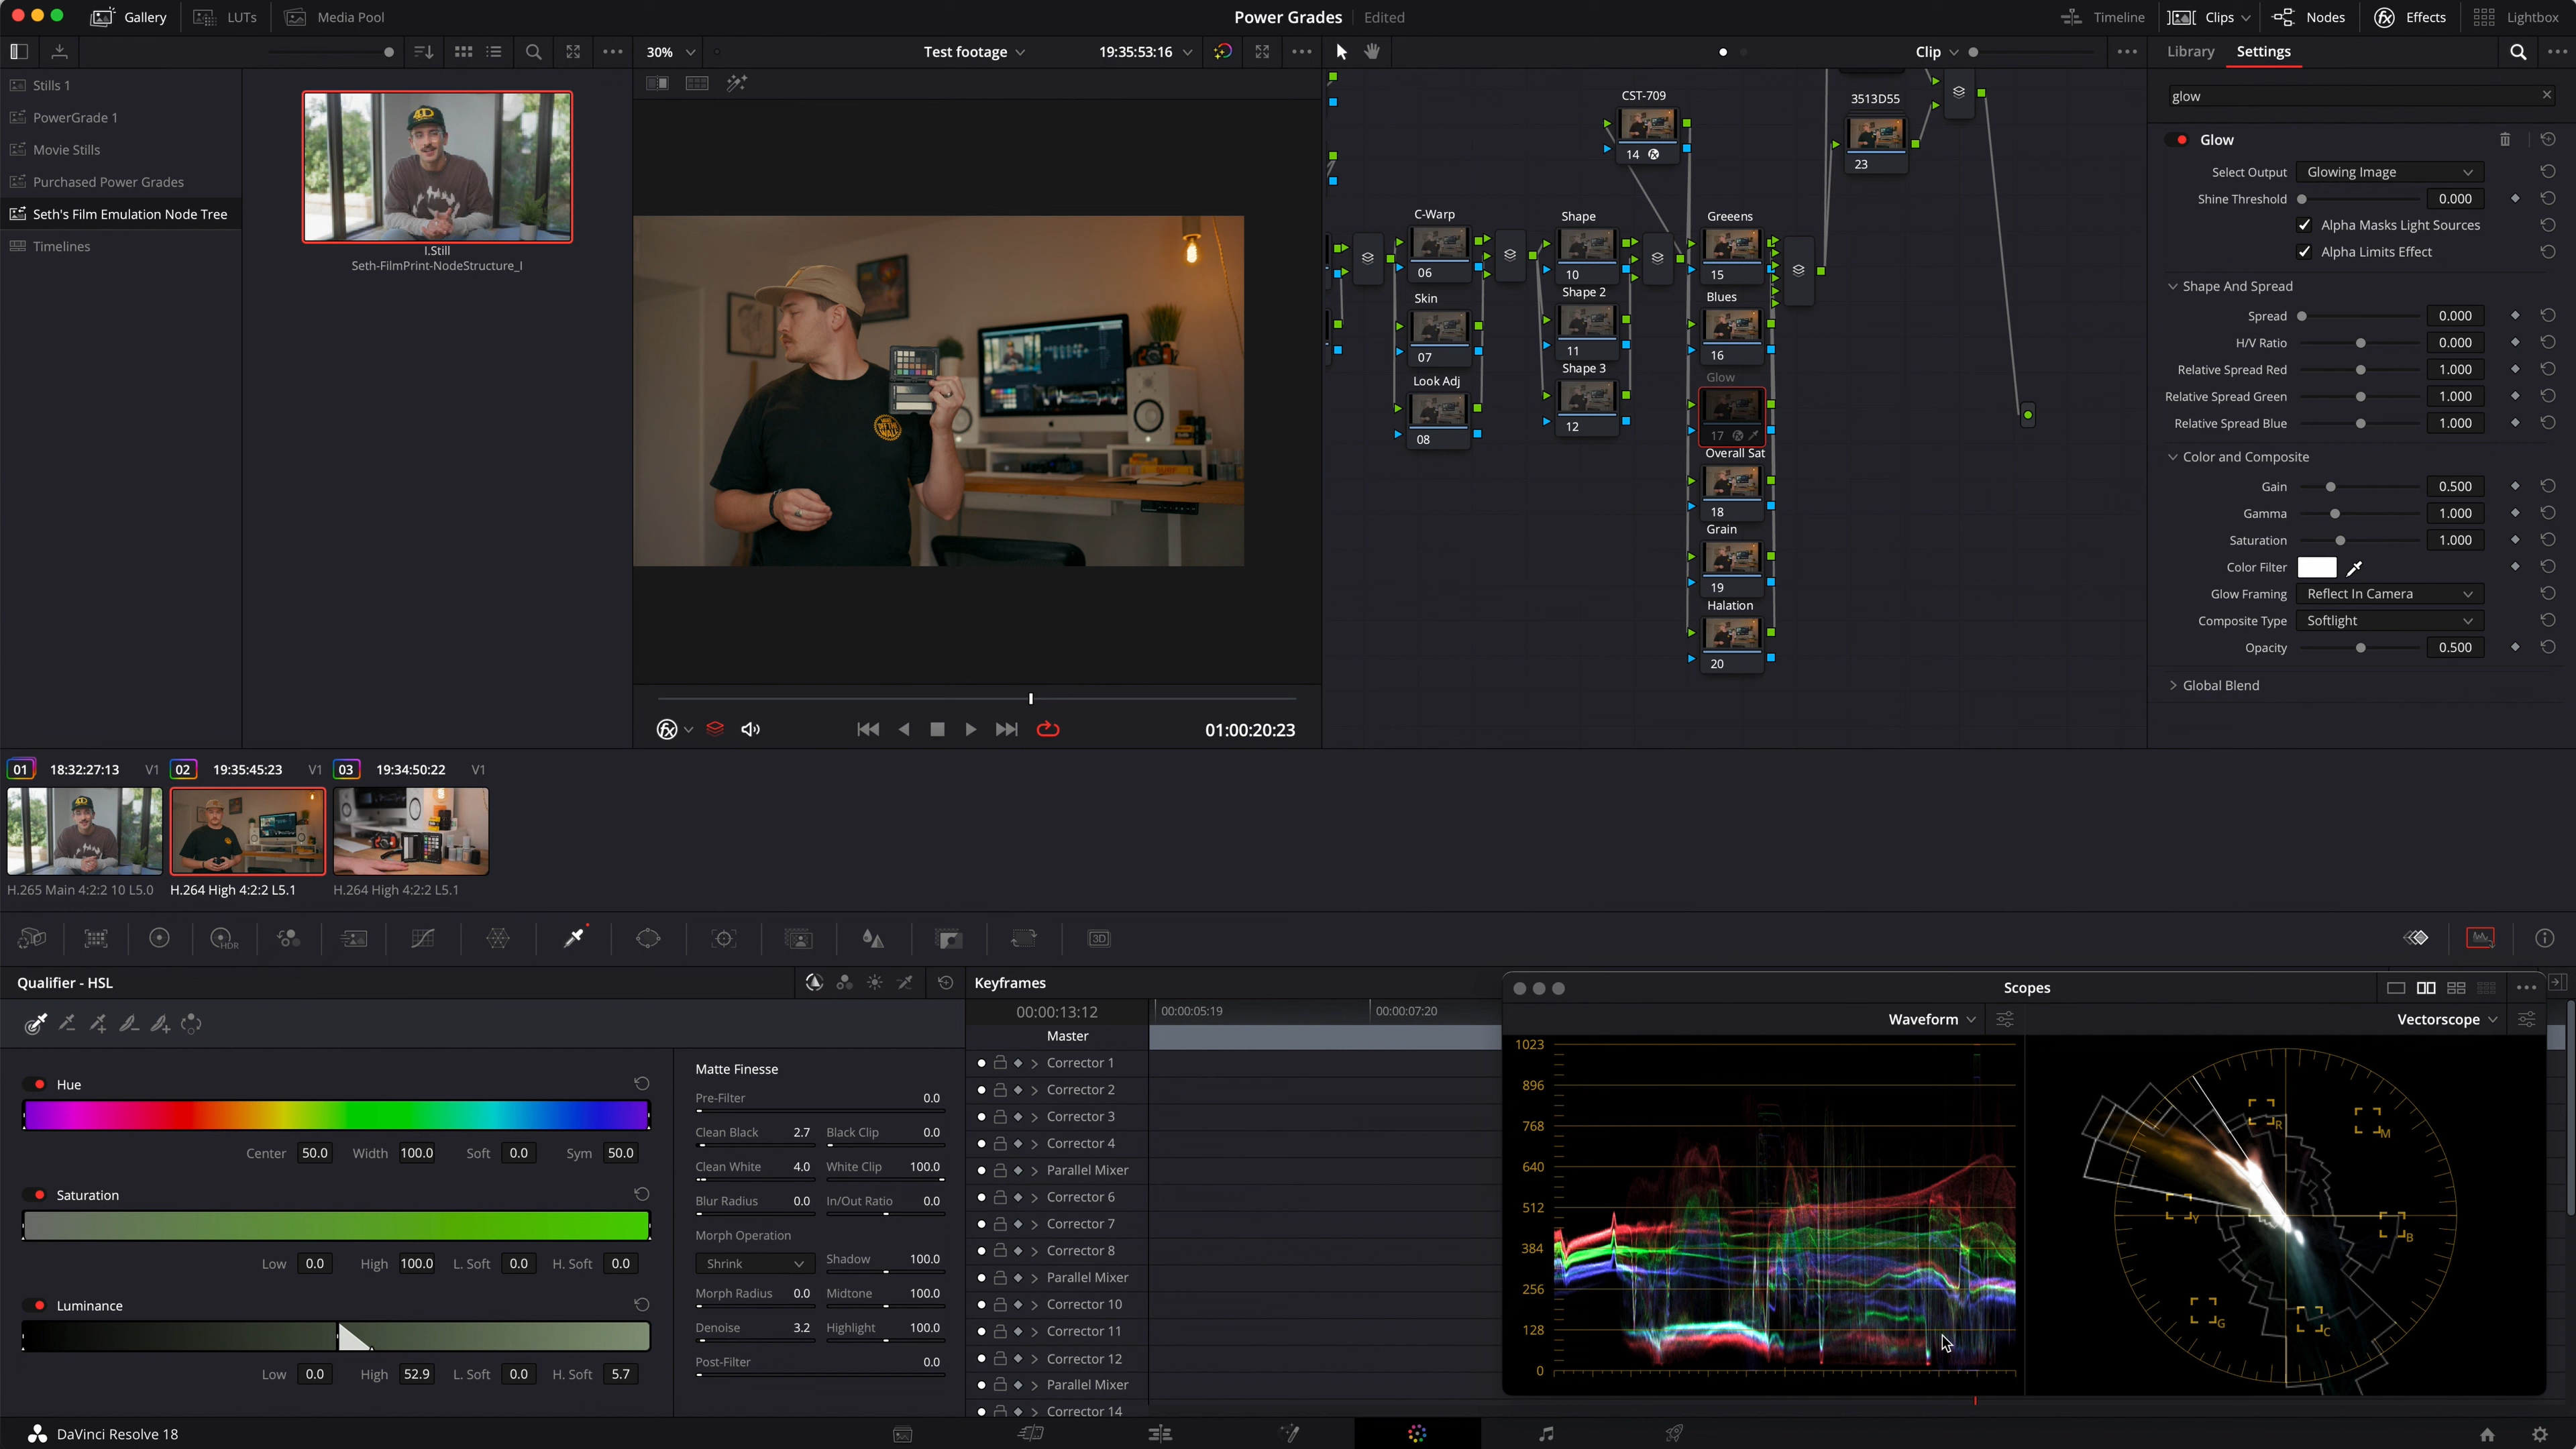 Gallery LUTs Media Pool Power Grades Edited Timeline Clips Nodes Effects Lightbox
30% Test footage 19:35:53:16 Clip Library Settings
glow
Stills 1
PowerGrade 1
Movie Stills
Purchased Power Grades
Seth's Film Emulation Node Tree
Timelines
4D
I.Still
Seth-FilmPrint-NodeStructure_I
OFF THE WALL
01:00:20:23
CST-709
14
3513D55
23
C-Warp
06
Skin
07
Look Adj
08
Shape
10
Shape 2
11
Shape 3
12
Greeens
15
Blues
16
Glow
17
Overall Sat
18
Grain
19
Halation
20
Glow
Select Output Glowing Image
Shine Threshold 0.000
Alpha Masks Light Sources
Alpha Limits Effect
Shape And Spread
Spread 0.000
H/V Ratio 0.000
Relative Spread Red 1.000
Relative Spread Green 1.000
Relative Spread Blue 1.000
Color and Composite
Gain 0.500
Gamma 1.000
Saturation 1.000
Color Filter
Glow Framing Reflect In Camera
Composite Type Softlight
Opacity 0.500
Global Blend
01 18:32:27:13 V1 02 19:35:45:23 V1 03 19:34:50:22 V1
H.265 Main 4:2:2 10 L5.0 H.264 High 4:2:2 L5.1 H.264 High 4:2:2 L5.1
HDR 3D
Qualifier - HSL
Hue
Center 50.0 Width 100.0 Soft 0.0 Sym 50.0
Saturation
Low 0.0 High 100.0 L. Soft 0.0 H. Soft 0.0
Luminance
Low 0.0 High 52.9 L. Soft 0.0 H. Soft 5.7
Matte Finesse
Pre-Filter 0.0
Clean Black 2.7 Black Clip 0.0
Clean White 4.0 White Clip 100.0
Blur Radius 0.0 In/Out Ratio 0.0
Morph Operation
Shrink Shadow 100.0
Morph Radius 0.0 Midtone 100.0
Denoise 3.2 Highlight 100.0
Post-Filter 0.0
Keyframes
00:00:13:12 00:00:05:19 00:00:07:20
Master
Corrector 1
Corrector 2
Corrector 3
Corrector 4
Parallel Mixer
Corrector 6
Corrector 7
Corrector 8
Parallel Mixer
Corrector 10
Corrector 11
Corrector 12
Parallel Mixer
Corrector 14
Scopes
Waveform Vectorscope
1023
896
768
640
512
384
256
128
0
R
M
Y
B
G
C
DaVinci Resolve 18